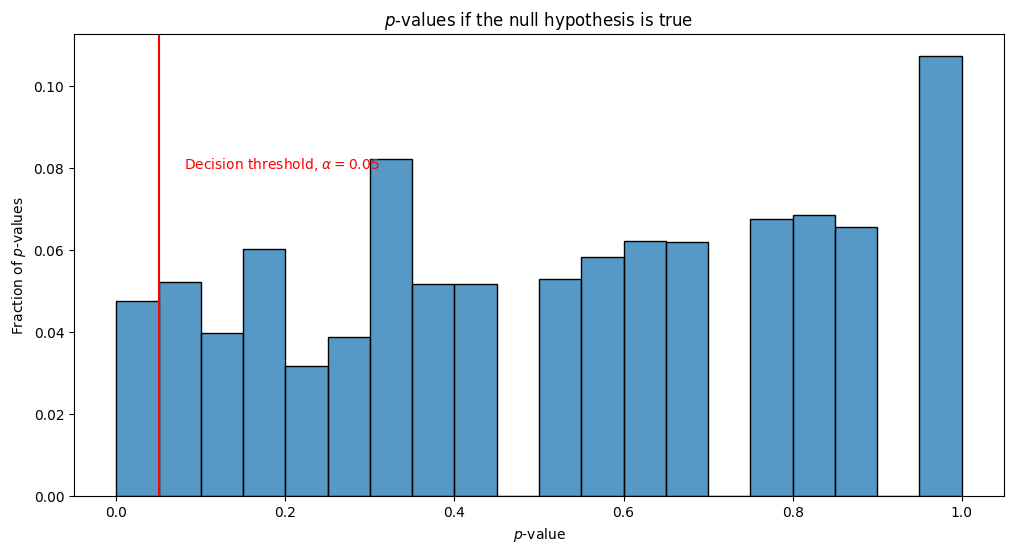 p-values if the null hypothesis is true
Decision threshold, α = 0.05
Fraction of p-values
0.10
0.08
0.06
0.04
0.02
0.00
0.0 0.2 0.4 0.6 0.8 1.0
p-value